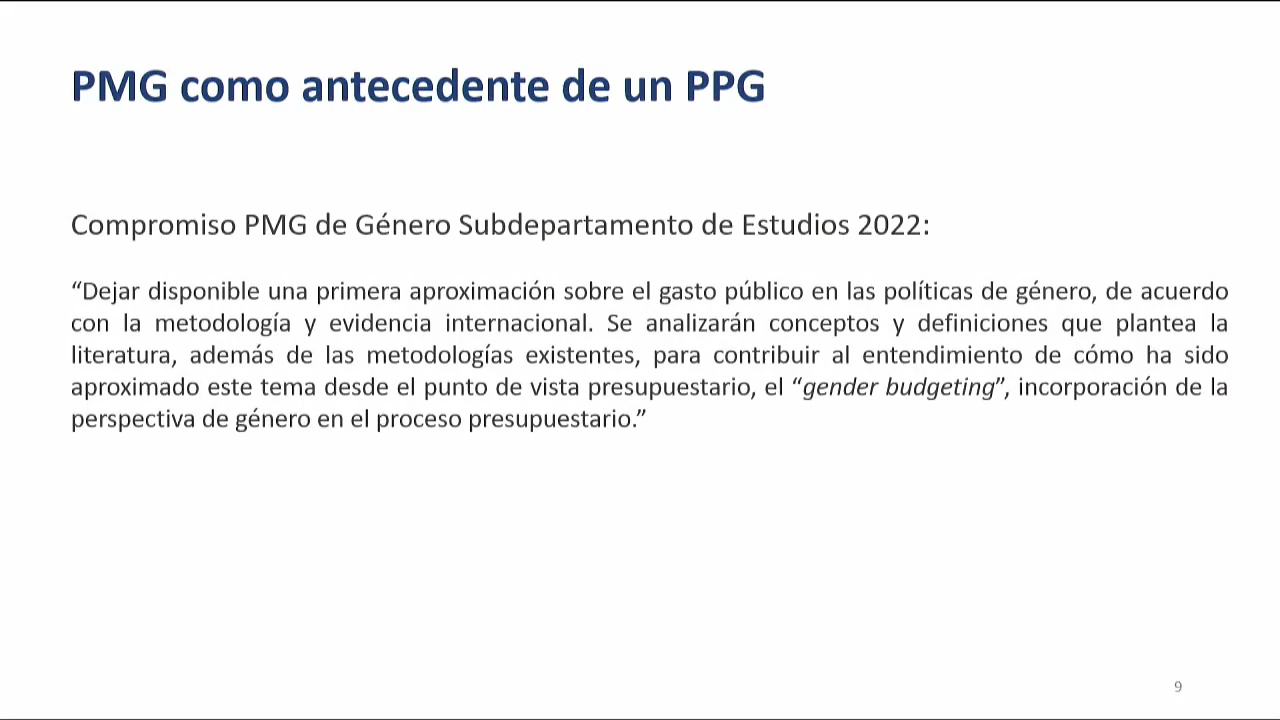 PMG como antecedente de un PPG
Compromiso PMG de Género Subdepartamento de Estudios 2022:
“Dejar disponible una primera aproximación sobre el gasto público en las políticas de género, de acuerdo
con la metodología y evidencia internacional. Se analizarán conceptos y definiciones que plantea la
literatura, además de las metodologías existentes, para contribuir al entendimiento de cómo ha sido
aproximado este tema desde el punto de vista presupuestario, el “gender budgeting”, incorporación de la
perspectiva de género en el proceso presupuestario.”
9